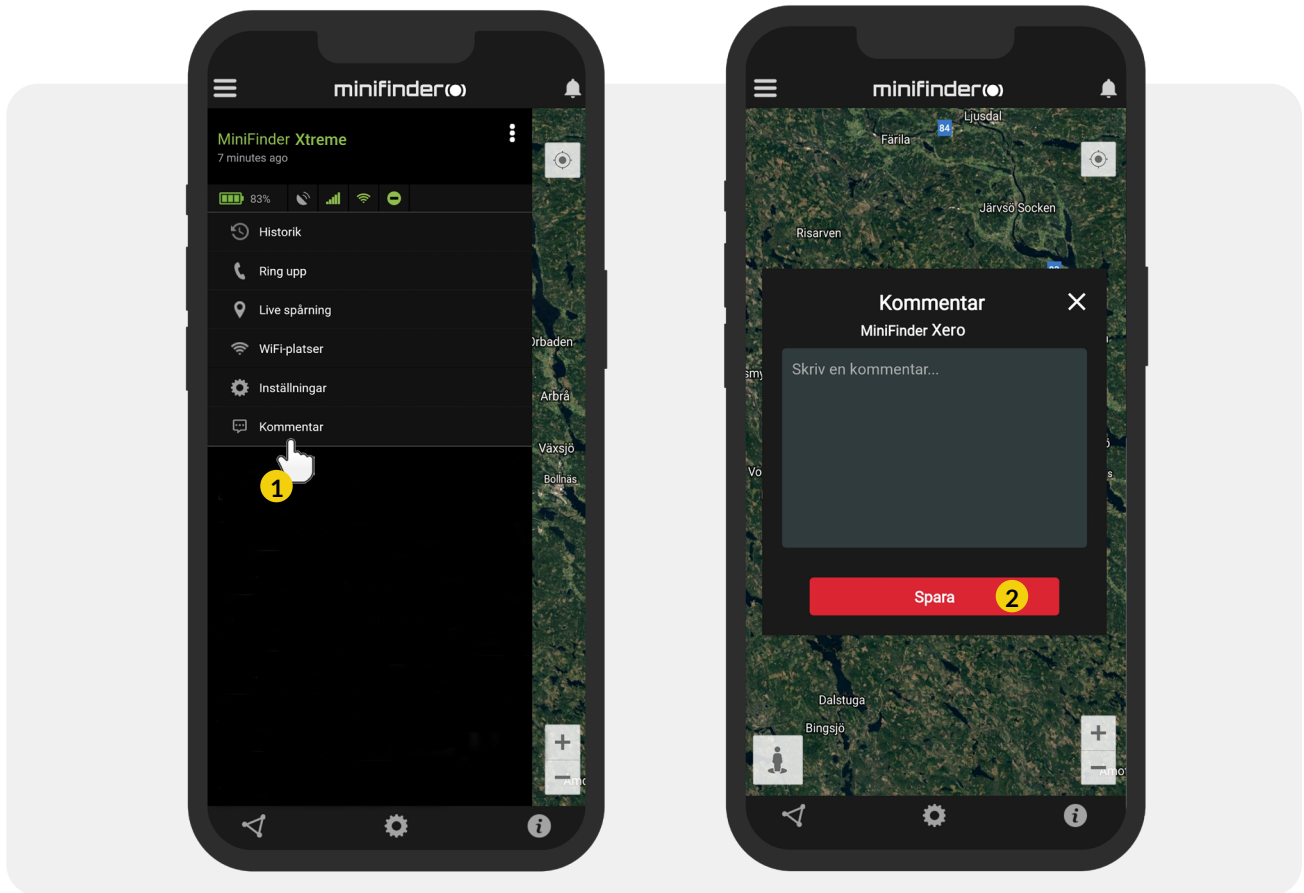 minifinder
MiniFinder Xtreme
7 minutes ago
83%
Historik
Ring upp
Live spårning
WiFi-platser
Inställningar
Kommentar
1
Orbaden
Arbrå
Växsjö
Bollnäs
minifinder
Ljusdal
84
Färila
Järvsö Socken
Risarven
Kommentar
MiniFinder Xero
Skriv en kommentar...
Spara
2
Dalstuga
Bingsjö